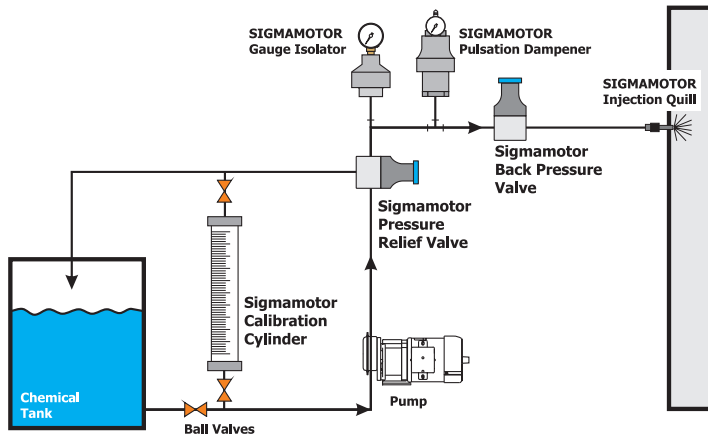 SIGMAMOTOR
Gauge Isolator
SIGMAMOTOR
Pulsation Dampener
SIGMAMOTOR
Injection Quill
Sigmamotor
Back Pressure
Valve
Sigmamotor
Pressure
Relief Valve
Sigmamotor
Calibration
Cylinder
Chemical
Tank
Pump
Ball Valves